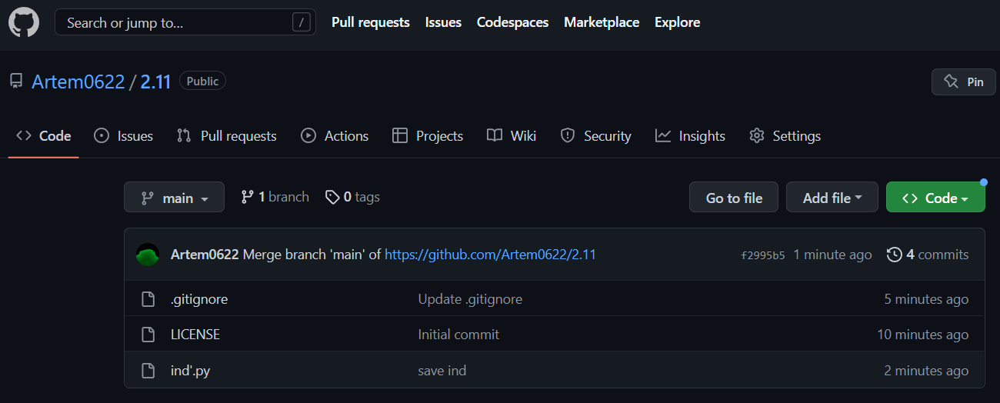 Search or jump to... / Pull requests Issues Codespaces Marketplace Explore
Artem0622 / 2.11 Public Pin
Code Issues Pull requests Actions Projects Wiki Security Insights Settings
main 1 branch 0 tags Go to file Add file Code
Artem0622 Merge branch 'main' of https://github.com/Artem0622/2.11 f2995b5 1 minute ago 4 commits
.gitignore Update .gitignore 5 minutes ago
LICENSE Initial commit 10 minutes ago
ind'.py save ind 2 minutes ago